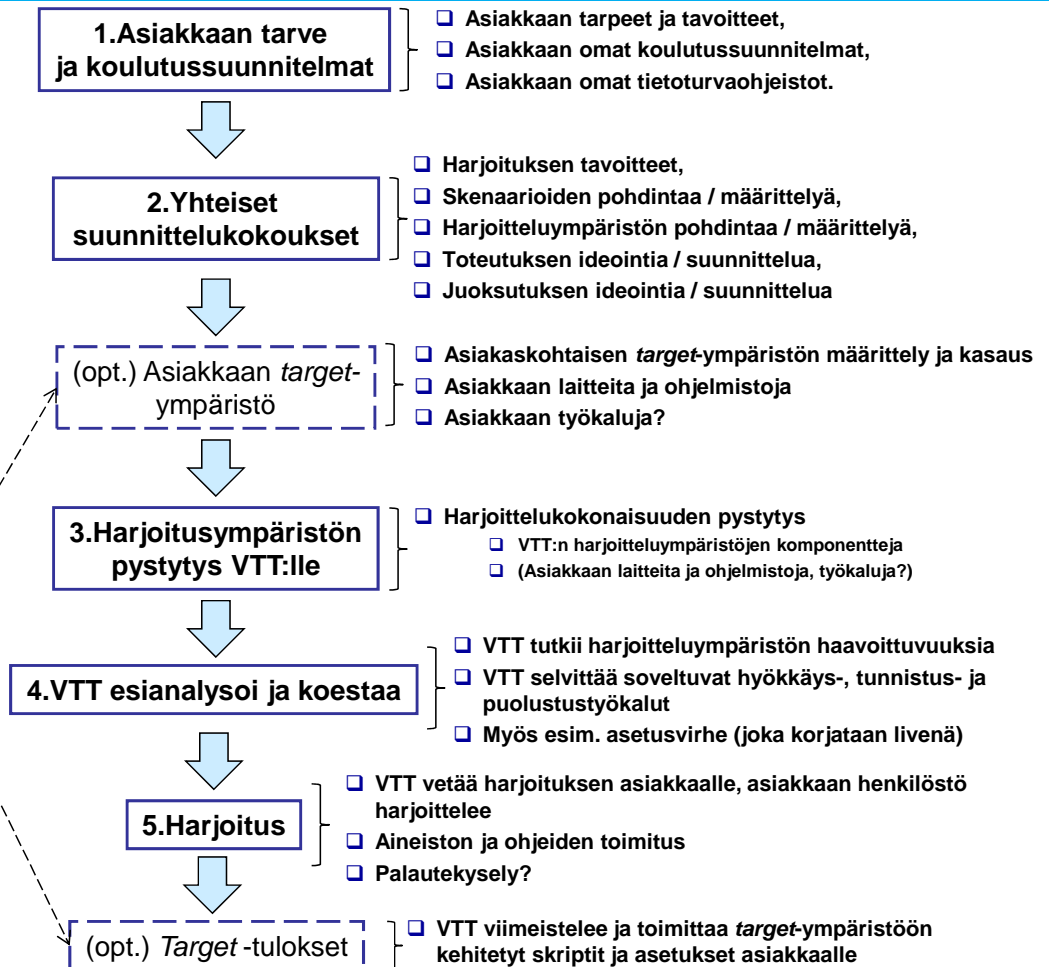 1.Asiakkaan tarve
ja koulutussuunnitelmat
Asiakkaan tarpeet ja tavoitteet,
Asiakkaan omat koulutussuunnitelmat,
Asiakkaan omat tietoturvaohjeistot.
2.Yhteiset
suunnittelukokoukset
Harjoituksen tavoitteet,
Skenaarioiden pohdintaa / määrittelyä,
Harjoitteluympäristön pohdintaa / määrittelyä,
Toteutuksen ideointia / suunnittelua,
Juoksutuksen ideointia / suunnittelua
(opt.) Asiakkaan target-
ympäristö
Asiakaskohtaisen target-ympäristön määrittely ja kasaus
Asiakkaan laitteita ja ohjelmistoja
Asiakkaan työkaluja?
3.Harjoitusympäristön
pystytys VTT:lle
Harjoittelukokonaisuuden pystytys
VTT:n harjoitteluympäristöjen komponentteja
(Asiakkaan laitteita ja ohjelmistoja, työkaluja?)
4.VTT esianalysoi ja koestaa
VTT tutkii harjoitteluympäristön haavoittuvuuksia
VTT selvittää soveltuvat hyökkäys-, tunnistus- ja
puolustustyökalut
Myös esim. asetusvirhe (joka korjataan livenä)
5.Harjoitus
VTT vetää harjoituksen asiakkaalle, asiakkaan henkilöstö
harjoittelee
Aineiston ja ohjeiden toimitus
Palautekysely?
(opt.) Target -tulokset
VTT viimeistelee ja toimittaa target-ympäristöön
kehitetyt skriptit ja asetukset asiakkaalle